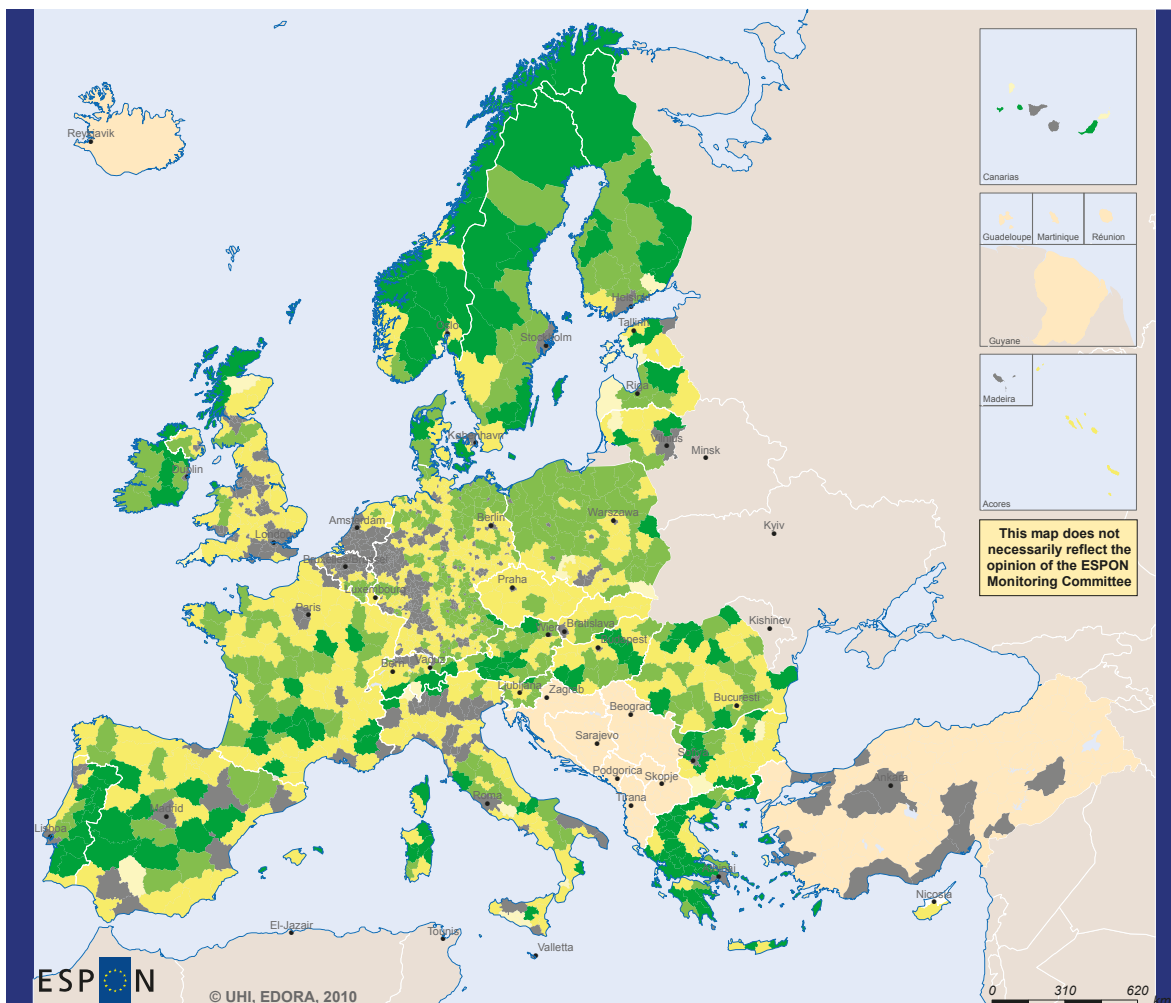 Reykjavik
Canarias
Guadeloupe
Martinique
Réunion
Guyane
Madeira
Acores
This map does not
necessarily reflect the
opinion of the ESPON
Monitoring Committee
Helsinki
Tallinn
Stockholm
Riga
København
Vilnius
Minsk
Dublin
Amsterdam
Berlin
Warszawa
London
Kyiv
Praha
Luxembourg
Paris
Wien
Bratislava
Kishinev
Budapest
Bern
Vaduz
Ljubljana
Zagreb
Bucuresti
Beograd
Sarajevo
Sofia
Podgorica
Skopje
Ankara
Roma
Tirana
Madrid
Lisboa
Nicosia
El-Jazair
Tounis
Valletta
ESPON
© UHI, EDORA, 2010
0 310 620